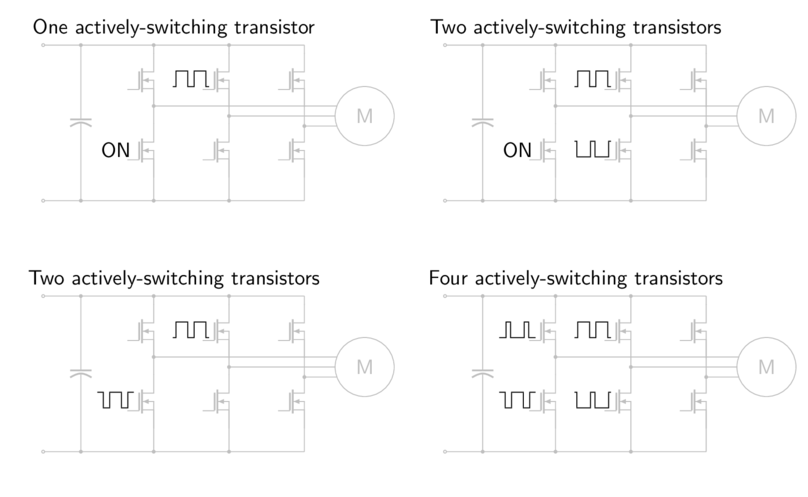 One actively-switching transistor
Two actively-switching transistors
M
M
ON
ON
Two actively-switching transistors
Four actively-switching transistors
M
M